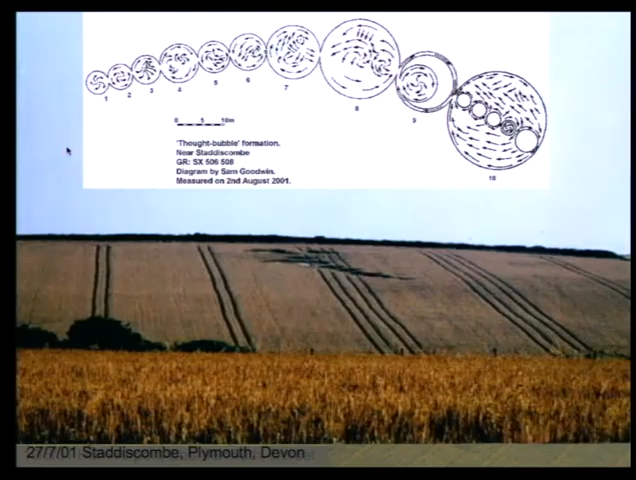 1
2
3
4
5
6
7
8
9
10
0 5 10m
'Thought-bubble' formation.
Near Staddiscombe
GR: SX 506 508
Diagram by Sam Goodwin.
Measured on 2nd August 2001.
27/7/01 Staddiscombe, Plymouth, Devon